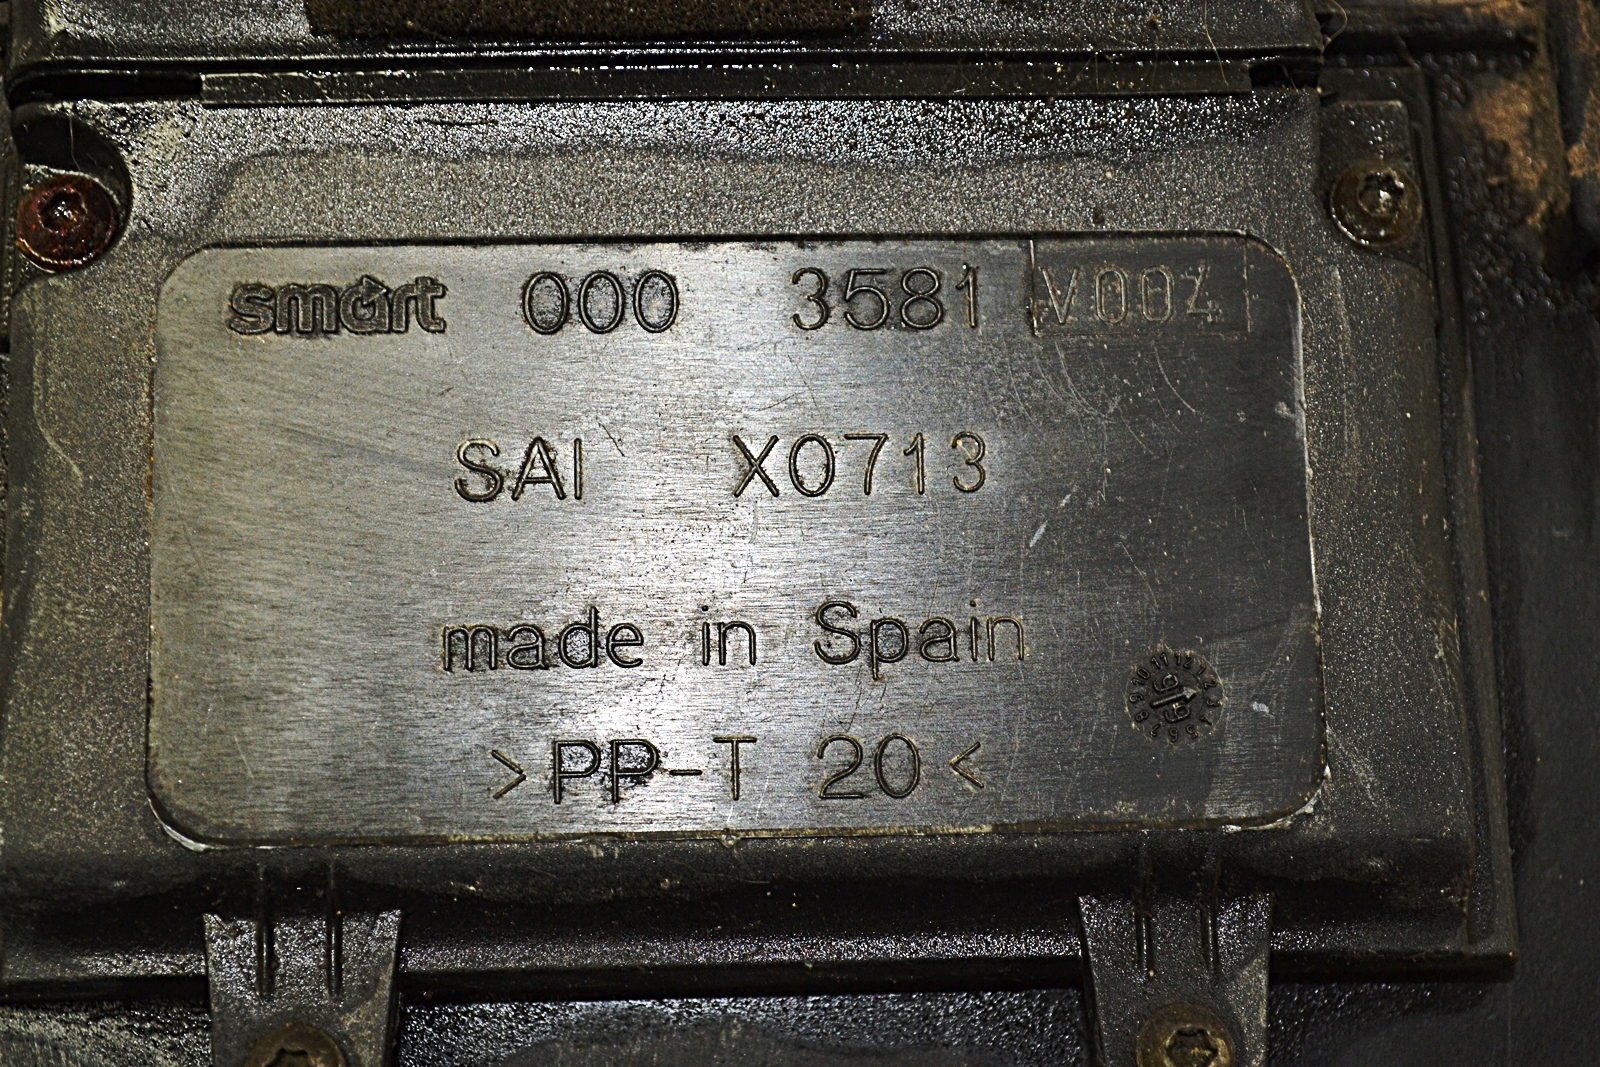 smart 000 3581 V004
SAI X0713
made in Spain
>PP-T 20<